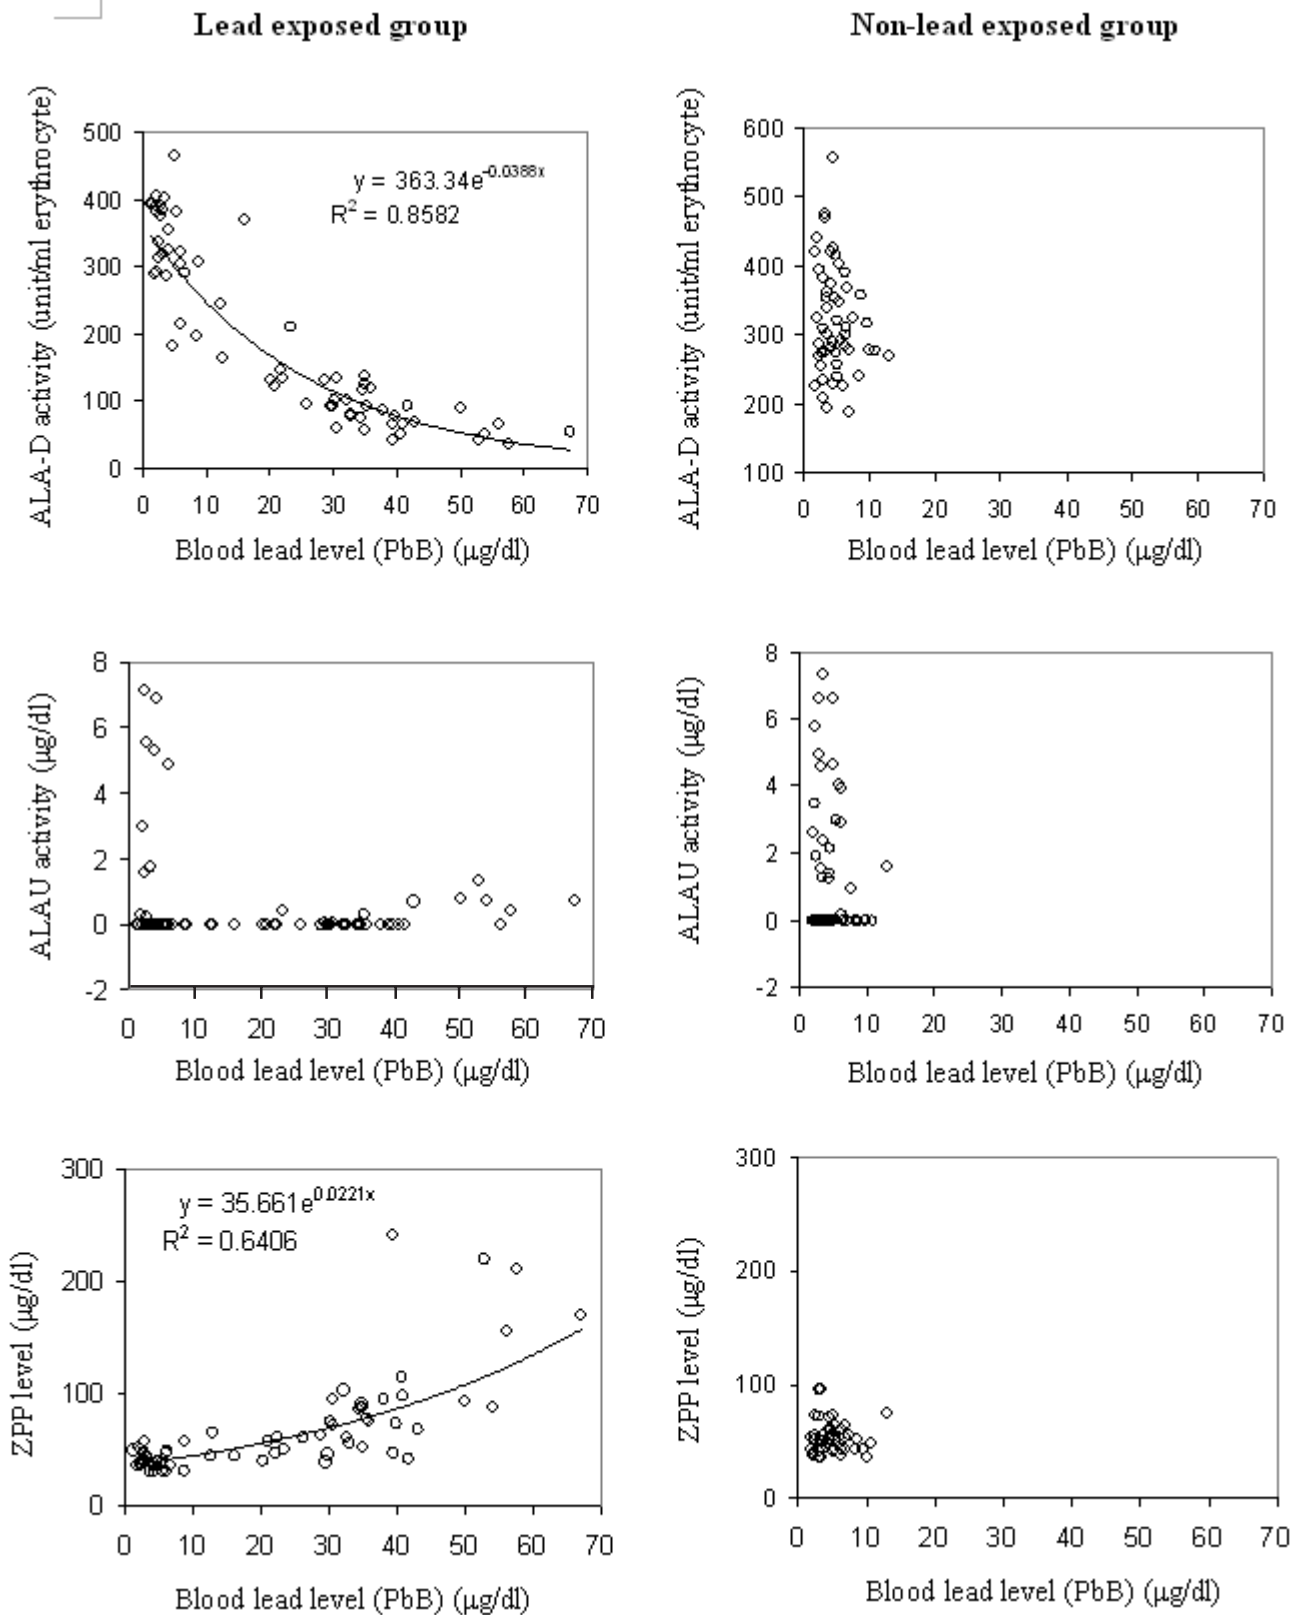 Lead exposed group
Non-lead exposed group
ALA-D activity (unit/ml erythrocyte)
500
400
300
200
100
0
y = 363.34e^-0.0388x
R² = 0.8582
0 10 20 30 40 50 60 70
Blood lead level (PbB) (µg/dl)
ALA-D activity (unit/ml erythrocyte)
600
500
400
300
200
100
0 10 20 30 40 50 60 70
Blood lead level (PbB) (µg/dl)
ALAU activity (µg/dl)
8
6
4
2
0
-2
0 10 20 30 40 50 60 70
Blood lead level (PbB) (µg/dl)
ALAU activity (µg/dl)
8
6
4
2
0
-2
0 10 20 30 40 50 60 70
Blood lead level (PbB) (µg/dl)
ZPP level (µg/dl)
300
200
100
0
y = 35.661e^0.0221x
R² = 0.6406
0 10 20 30 40 50 60 70
Blood lead level (PbB) (µg/dl)
ZPP level (µg/dl)
300
200
100
0
0 10 20 30 40 50 60 70
Blood lead level (PbB) (µg/dl)